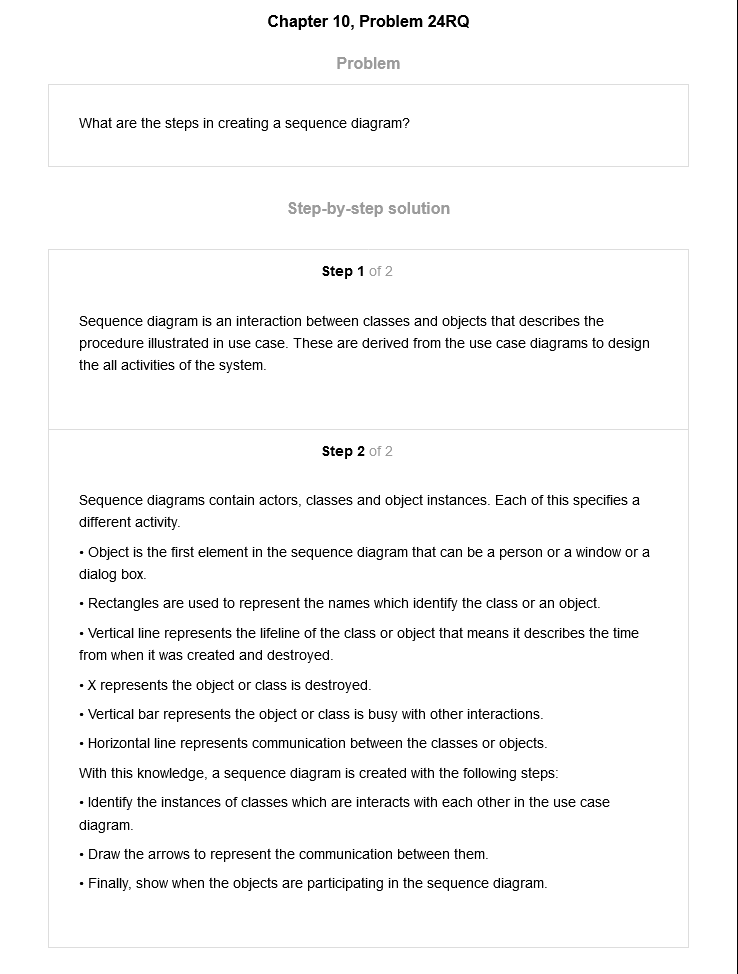 Chapter 10, Problem 24RQ
Problem
What are the steps in creating a sequence diagram?
Step-by-step solution
Step 1 of 2
Sequence diagram is an interaction between classes and objects that describes the
procedure illustrated in use case. These are derived from the use case diagrams to design
the all activities of the system.
Step 2 of 2
Sequence diagrams contain actors, classes and object instances. Each of this specifies a
different activity.
• Object is the first element in the sequence diagram that can be a person or a window or a
dialog box.
• Rectangles are used to represent the names which identify the class or an object.
• Vertical line represents the lifeline of the class or object that means it describes the time
from when it was created and destroyed.
• X represents the object or class is destroyed.
• Vertical bar represents the object or class is busy with other interactions.
• Horizontal line represents communication between the classes or objects.
With this knowledge, a sequence diagram is created with the following steps:
• Identify the instances of classes which are interacts with each other in the use case
diagram.
• Draw the arrows to represent the communication between them.
• Finally, show when the objects are participating in the sequence diagram.